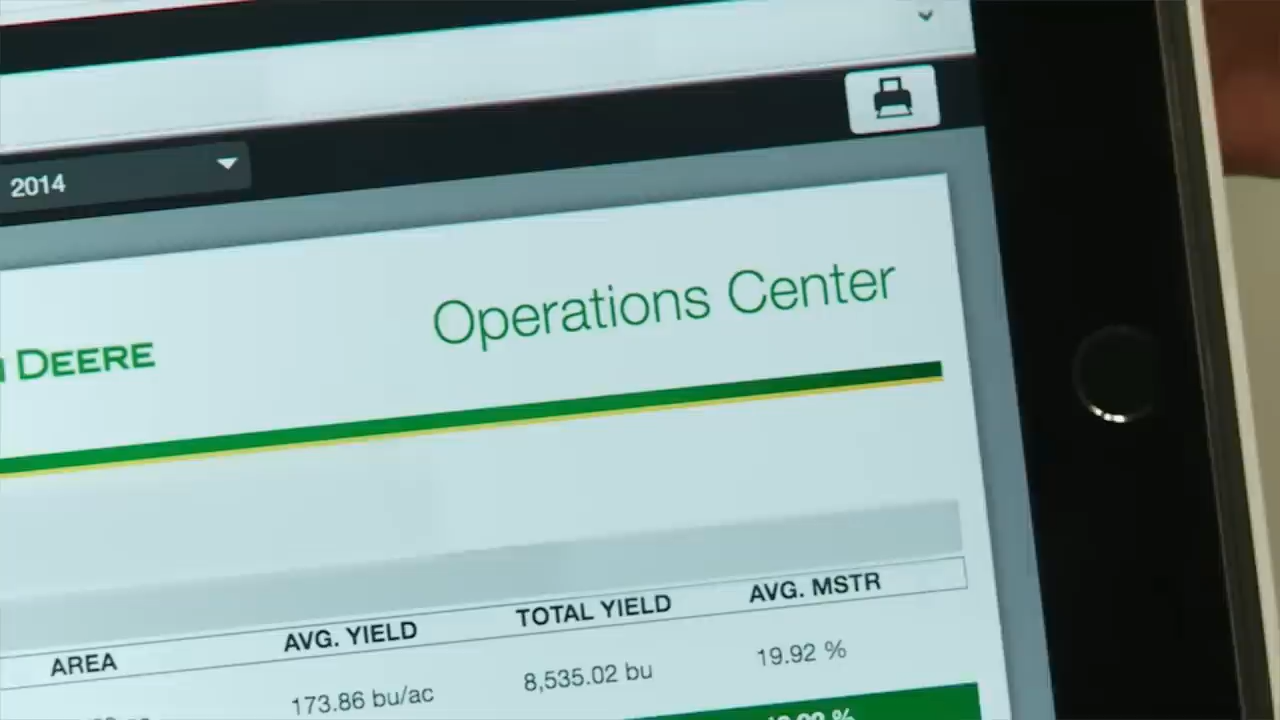 2014
Operations Center
DEERE
AREA AVG. YIELD TOTAL YIELD AVG. MSTR
173.86 bu/ac 8,535.02 bu 19.92 %